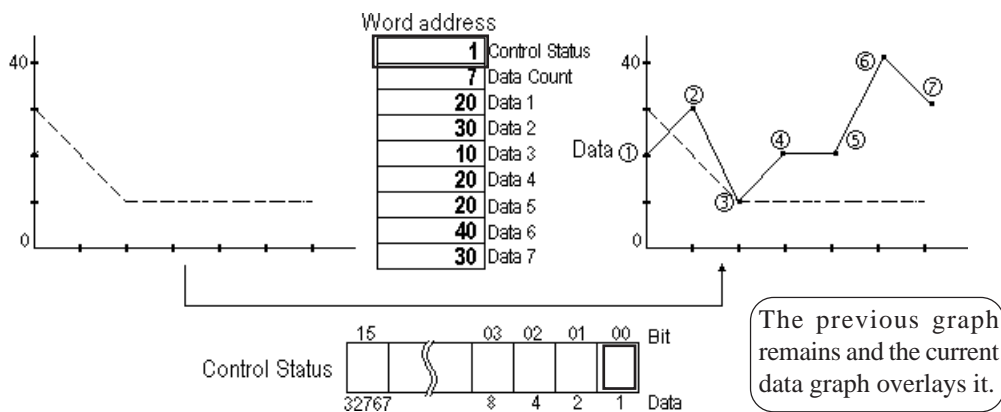 Word address
1 Control Status
7 Data Count
20 Data 1
30 Data 2
10 Data 3
20 Data 4
20 Data 5
40 Data 6
30 Data 7
40
0
40
0
Data ①
②
③
④
⑤
⑥
⑦
15 03 02 01 00 Bit
Control Status
32767 8 4 2 1 Data
The previous graph
remains and the current
data graph overlays it.